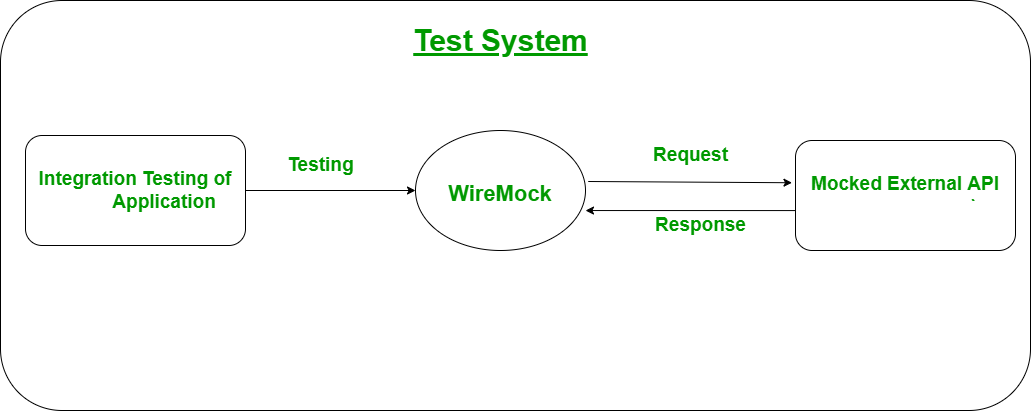 Test System
Testing
Request
Integration Testing of
Application
WireMock
Mocked External API
Response